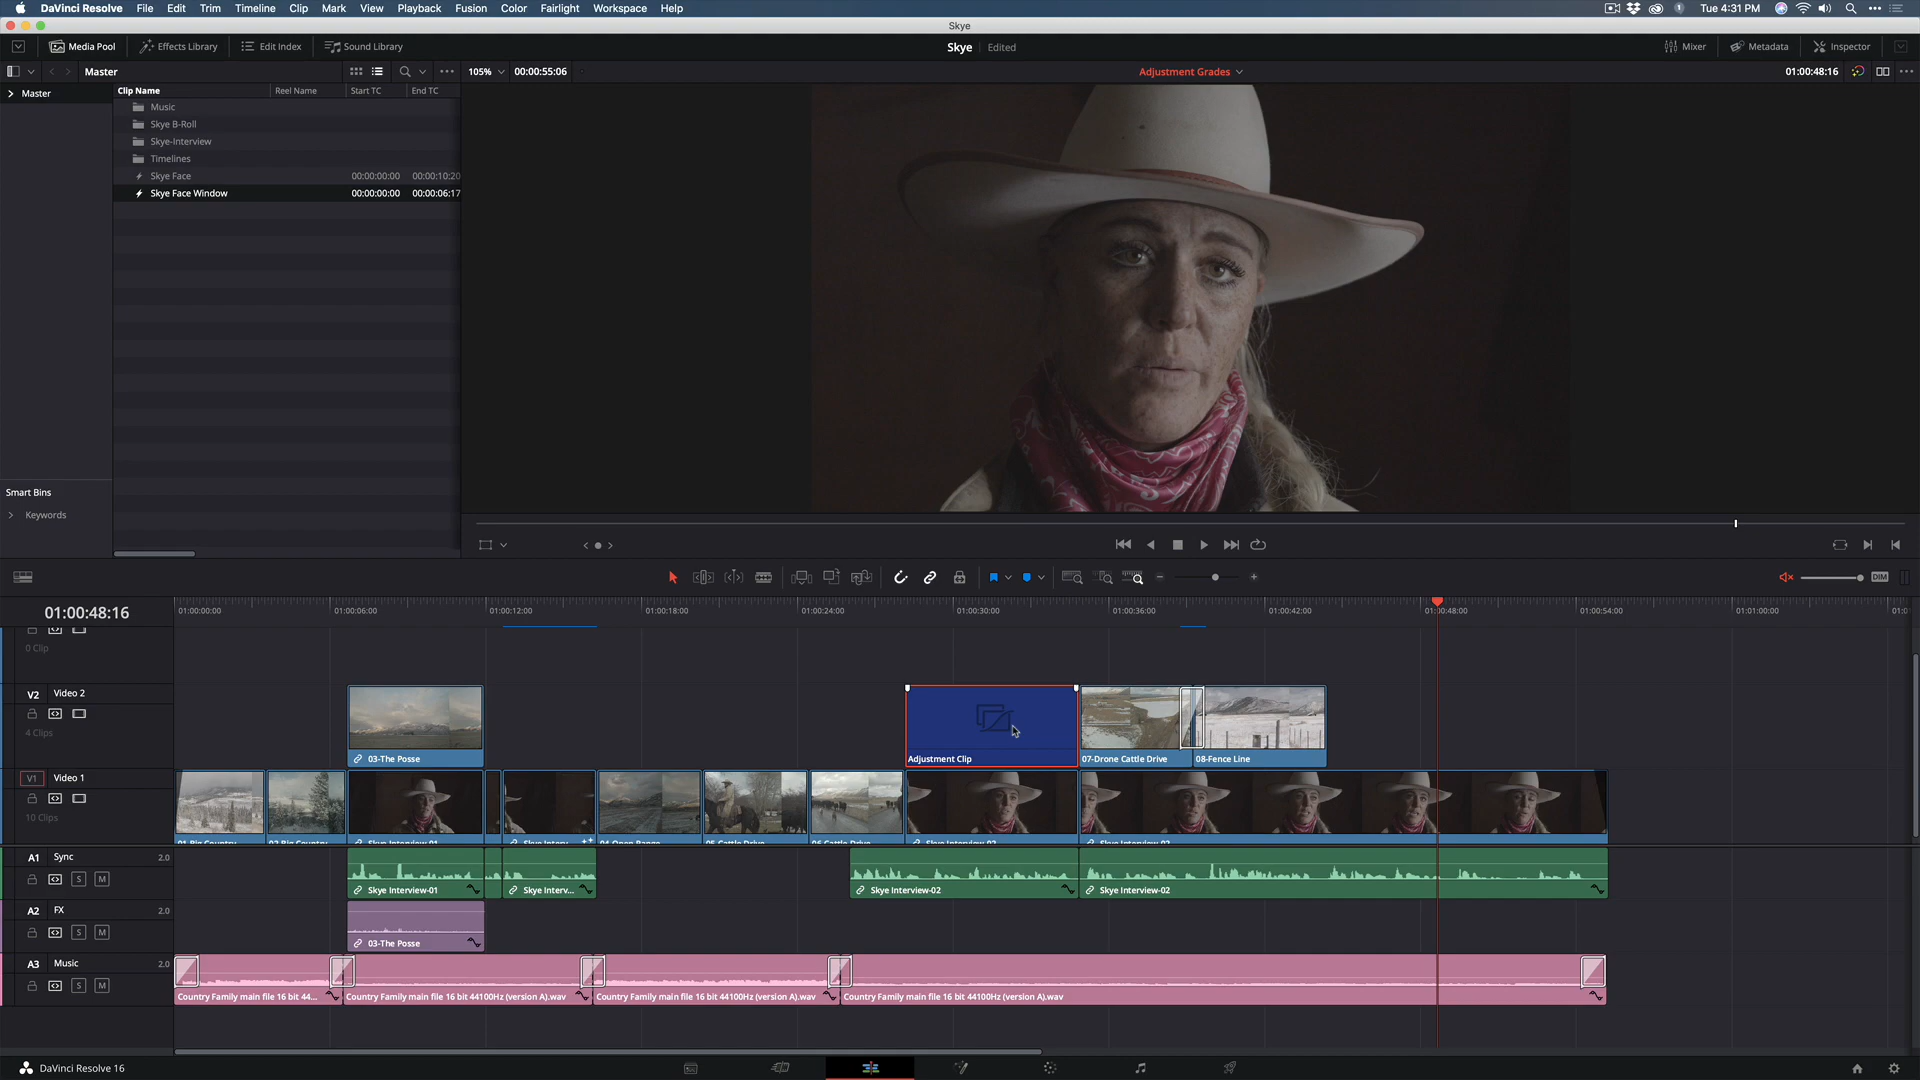 DaVinci Resolve File Edit Trim Timeline Clip Mark View Playback Fusion Color Fairlight Workspace Help
Tue 4:31 PM
Skye
Media Pool Effects Library Edit Index Sound Library
Skye Edited
Mixer Metadata Inspector
Master
105% 00:00:55:06
Adjustment Grades
01:00:48:16
Master
Clip Name Reel Name Start TC End TC
Music
Skye B-Roll
Skye-Interview
Timelines
Skye Face 00:00:00:00 00:00:10:20
Skye Face Window 00:00:00:00 00:00:06:17
Smart Bins
Keywords
DIM
01:00:48:16
01:00:00:00 01:00:06:00 01:00:12:00 01:00:18:00 01:00:24:00 01:00:30:00 01:00:36:00 01:00:42:00 01:00:48:00 01:00:54:00 01:01:00:00
0 Clip
V2 Video 2
4 Clips
03-The Posse
Adjustment Clip
07-Drone Cattle Drive
08-Fence Line
V1 Video 1
10 Clips
01 Big Country 02 Big Country Skye Interview-01 Skye Interv... 04 Open Range 05 Cattle Drive 06 Cattle Drive Skye Interview-02 Skye Interview-02
A1 Sync 2.0
S M
Skye Interview-01 Skye Interv... Skye Interview-02 Skye Interview-02
A2 FX 2.0
S M
03-The Posse
A3 Music 2.0
S M
Country Family main file 16 bit 44... Country Family main file 16 bit 44100Hz (version A).wav Country Family main file 16 bit 44100Hz (version A).wav Country Family main file 16 bit 44100Hz (version A).wav
DaVinci Resolve 16